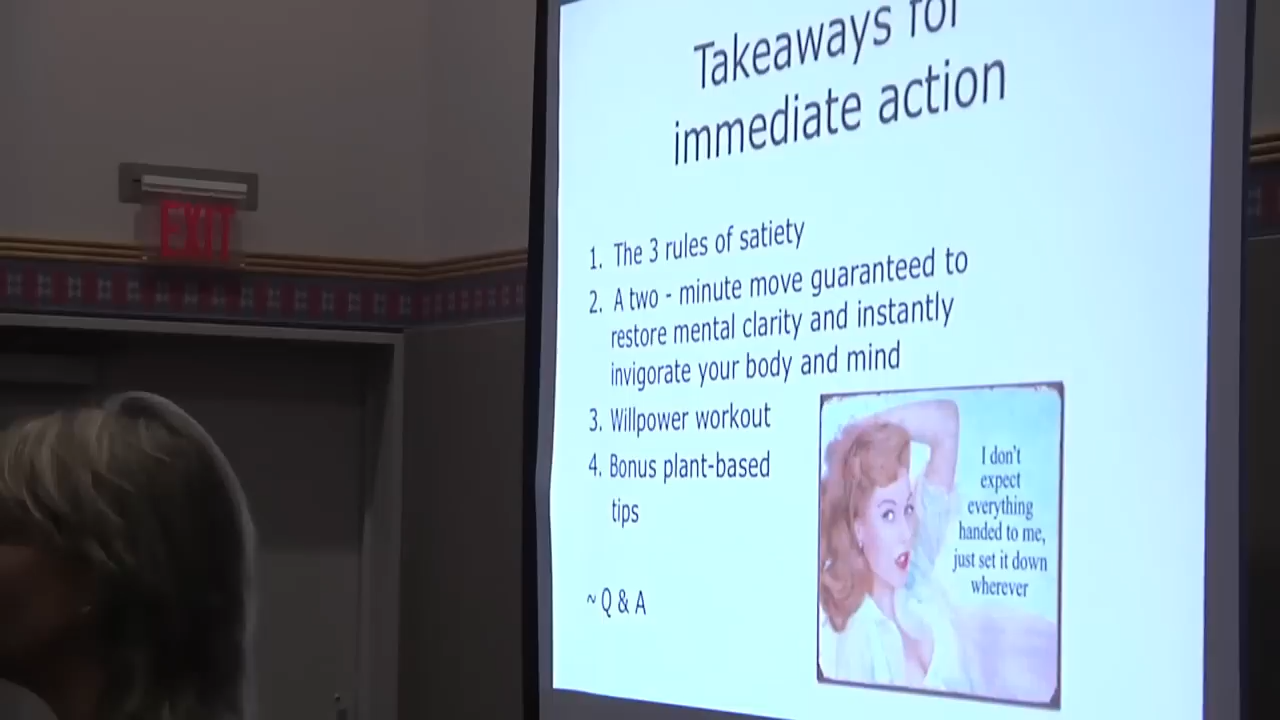 EXIT
Takeaways for
immediate action
1. The 3 rules of satiety
2. A two - minute move guaranteed to
restore mental clarity and instantly
invigorate your body and mind
3. Willpower workout
4. Bonus plant-based
tips
~ Q & A
I don't
expect
everything
handed to me,
just set it down
wherever